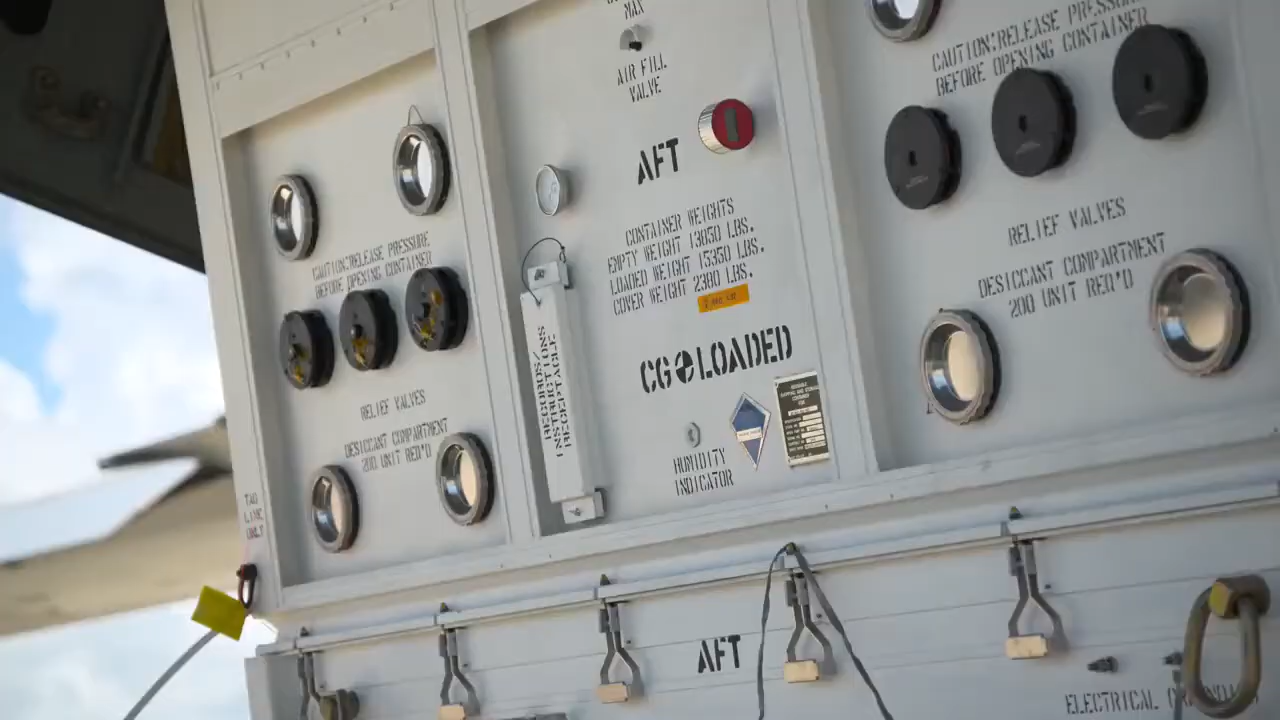 MAX
AIR FILL
VALVE
AFT
CONTAINER WEIGHTS
EMPTY WEIGHT 13050 LBS.
LOADED WEIGHT 15350 LBS.
COVER WEIGHT 2380 LBS.
CG LOADED
HUMIDITY
INDICATOR
CAUTION:RELEASE PRESSURE
BEFORE OPENING CONTAINER
RELIEF VALVES
DESICCANT COMPARTMENT
200 UNIT REQ'D
RECORDS/
INSTRUCTIONS
RECEPTACLE
CAUTION:RELEASE PRESSURE
BEFORE OPENING CONTAINER
RELIEF VALVES
DESICCANT COMPARTMENT
200 UNIT REQ'D
TAG
LINE
ONLY
AFT
ELECTRICAL